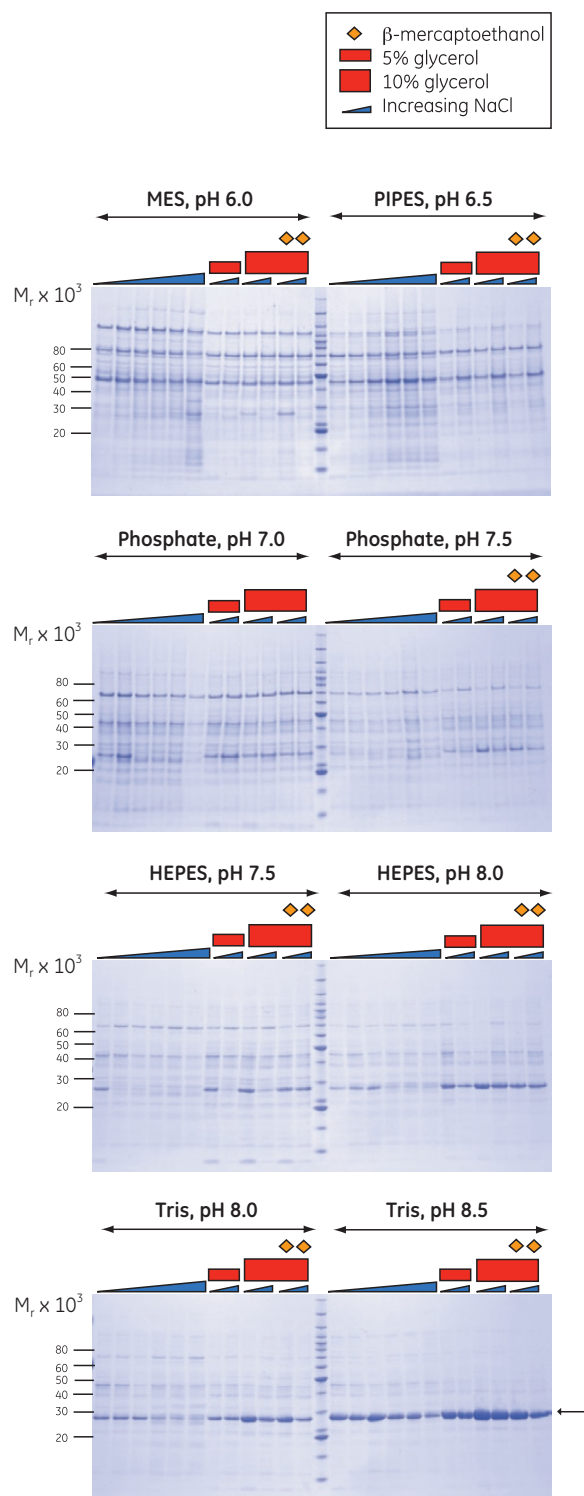 β-mercaptoethanol
5% glycerol
10% glycerol
Increasing NaCl
MES, pH 6.0
PIPES, pH 6.5
Mr x 10³
80
60
50
40
30
20
Phosphate, pH 7.0
Phosphate, pH 7.5
Mr x 10³
80
60
50
40
30
20
HEPES, pH 7.5
HEPES, pH 8.0
Mr x 10³
80
60
50
40
30
20
Tris, pH 8.0
Tris, pH 8.5
Mr x 10³
80
60
50
40
30
20